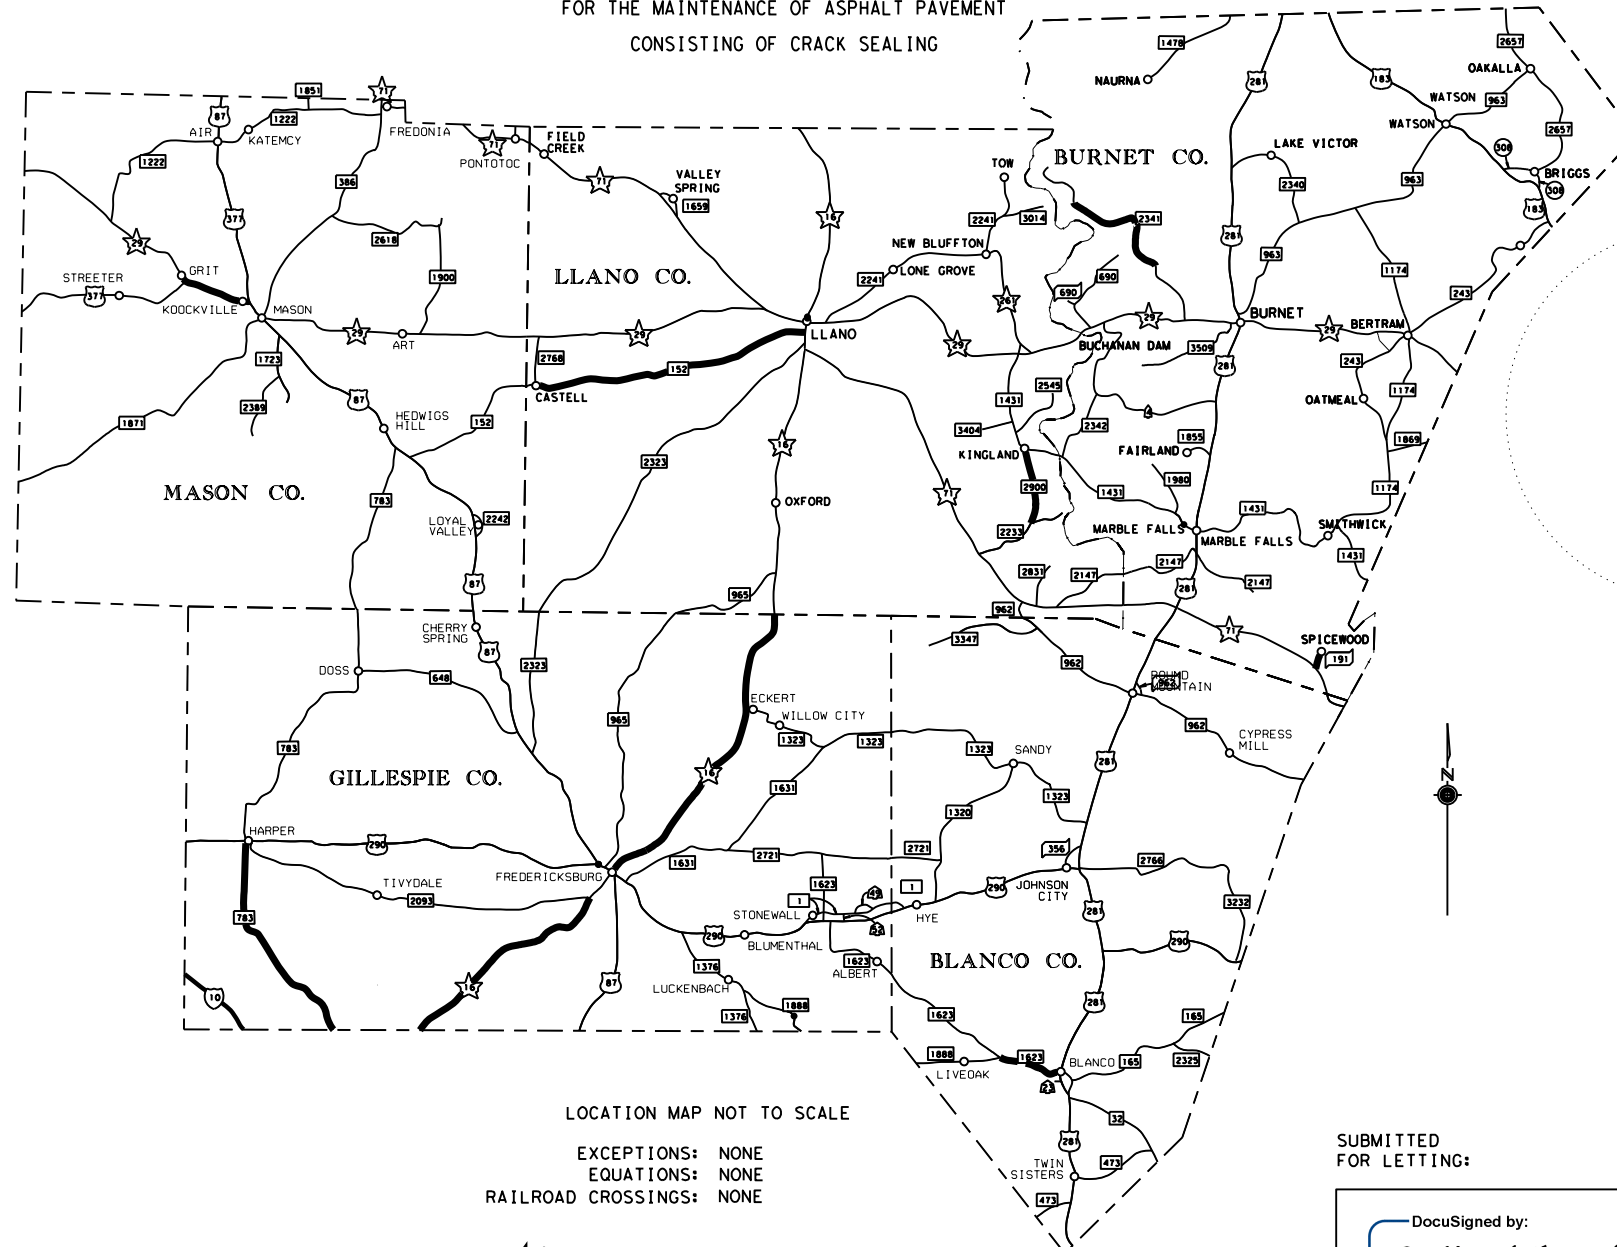 FOR THE MAINTENANCE OF ASPHALT PAVEMENT
CONSISTING OF CRACK SEALING
1478
281
183
2657
OAKALLA
NAURNA
71
1851
WATSON
963
87
1222
AIR
KATEMCY
FREDONIA
71
FIELD
CREEK
WATSON
2657
1222
PONTOTOC
308
LAKE VICTOR
BURNET CO.
TOW
BRIGGS
308
386
71
VALLEY
SPRING
1659
2340
963
183
377
16
2241
3014
2341
29
2618
281
NEW BLUFFTON
963
GRIT
STREETER
377
1900
LLANO CO.
2241
LONE GROVE
690
690
1174
243
KOOCKVILLE
MASON
261
29
ART
29
LLANO
29
29
BURNET
29
BERTRAM
BUCHANAN DAM
3509
1723
2768
152
281
243
1174
2389
87
CASTELL
1431
2545
OATMEAL
1871
HEDWIGS
HILL
152
3404
2342
4
1855
1869
16
KINGLAND
FAIRLAND
2323
1980
MASON CO.
783
71
2900
1431
1174
OXFORD
1431
LOYAL
VALLEY
2242
2233
MARBLE FALLS
MARBLE FALLS
SMITHWICK
2147
1431
87
2831
2147
281
2147
965
962
CHERRY
SPRING
87
3347
71
SPICEWOOD
191
DOSS
648
2323
962
ROUND
MOUNTAIN
962
ECKERT
WILLOW CITY
965
1323
1323
1323
962
CYPRESS
MILL
783
SANDY
281
GILLESPIE CO.
16
1631
1323
N
1320
HARPER
290
2721
2721
356
2766
1631
FREDERICKSBURG
TIVYDALE
2093
1623
49
1
290
JOHNSON
CITY
1
3232
783
STONEWALL
HYE
281
52
290
BLUMENTHAL
290
1376
1623
ALBERT
BLANCO CO.
10
16
87
LUCKENBACH
1376
1888
281
1623
165
1888
1623
BLANCO
165
2325
LIVEOAK
23
LOCATION MAP NOT TO SCALE
32
EXCEPTIONS: NONE
EQUATIONS: NONE
RAILROAD CROSSINGS: NONE
281
TWIN
SISTERS
473
473
SUBMITTED
FOR LETTING:
DocuSigned by: